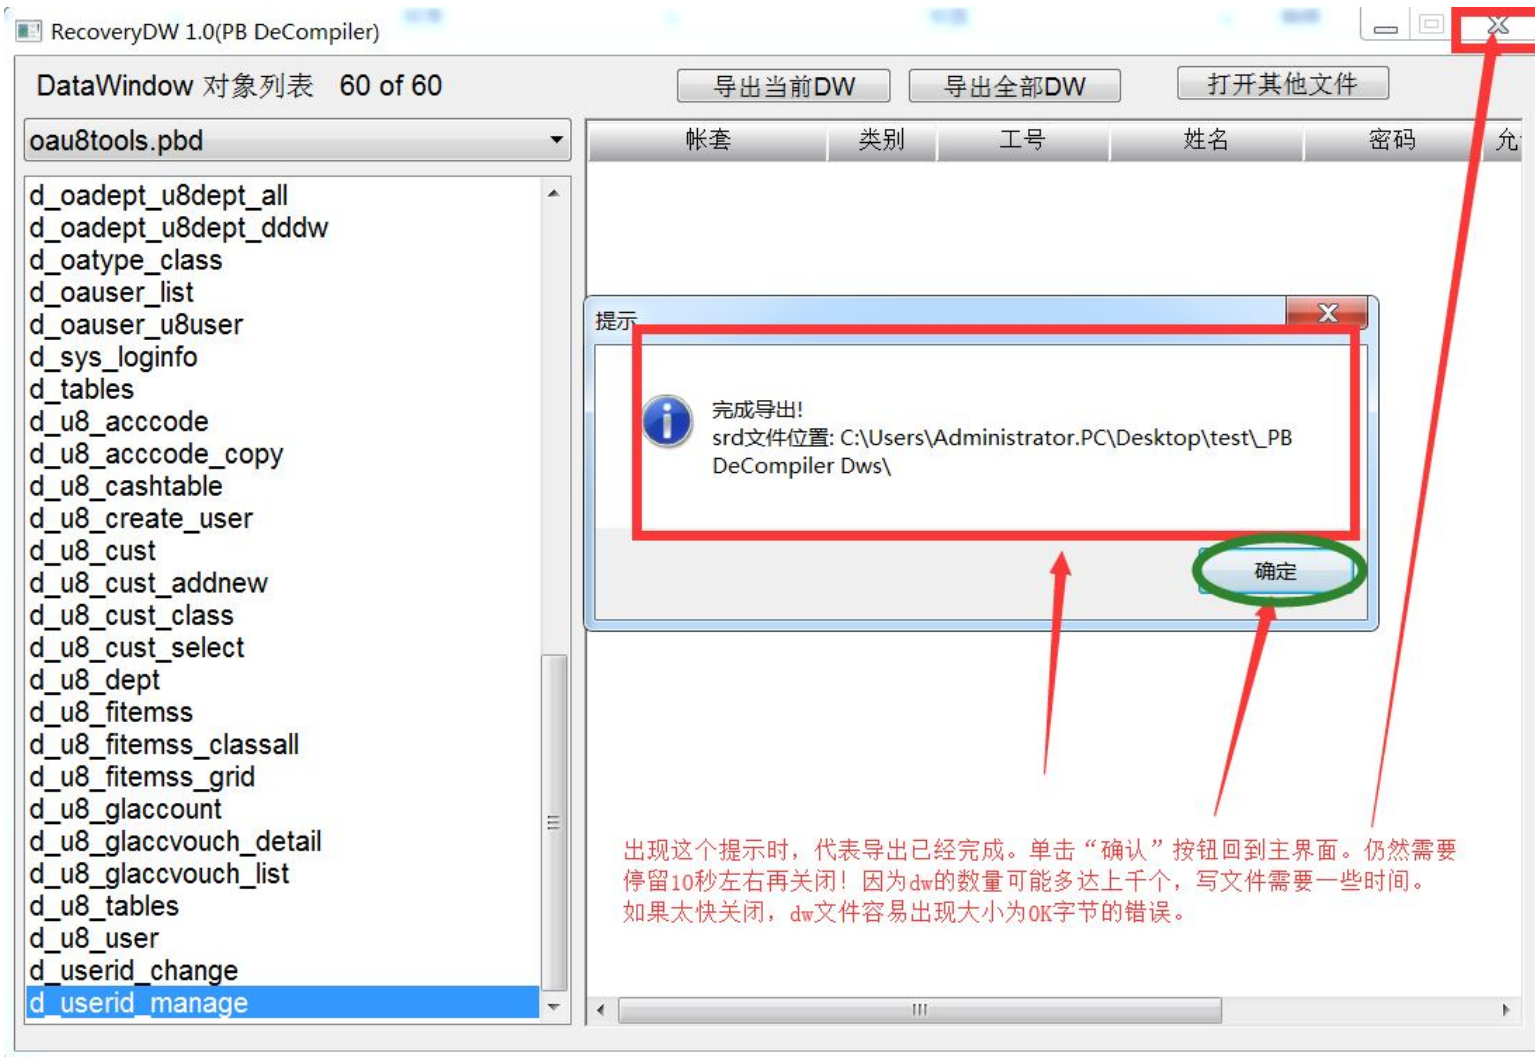 RecoveryDW 1.0(PB DeCompiler)
DataWindow 对象列表 60 of 60
导出当前DW
导出全部DW
打开其他文件
oau8tools.pbd
帐套 类别 工号 姓名 密码 允
d_oadept_u8dept_all
d_oadept_u8dept_dddw
d_oatype_class
d_oauser_list
d_oauser_u8user
d_sys_loginfo
d_tables
d_u8_acccode
d_u8_acccode_copy
d_u8_cashtable
d_u8_create_user
d_u8_cust
d_u8_cust_addnew
d_u8_cust_class
d_u8_cust_select
d_u8_dept
d_u8_fitemss
d_u8_fitemss_classall
d_u8_fitemss_grid
d_u8_glaccount
d_u8_glaccvouch_detail
d_u8_glaccvouch_list
d_u8_tables
d_u8_user
d_userid_change
d_userid_manage
提示
完成导出!
srd文件位置: C:\Users\Administrator.PC\Desktop\test\_PB
DeCompiler Dws\
确定
出现这个提示时，代表导出已经完成。单击“确认”按钮回到主界面。仍然需要
停留10秒左右再关闭！因为dw的数量可能多达上千个，写文件需要一些时间。
如果太快关闭，dw文件容易出现大小为0K字节的错误。